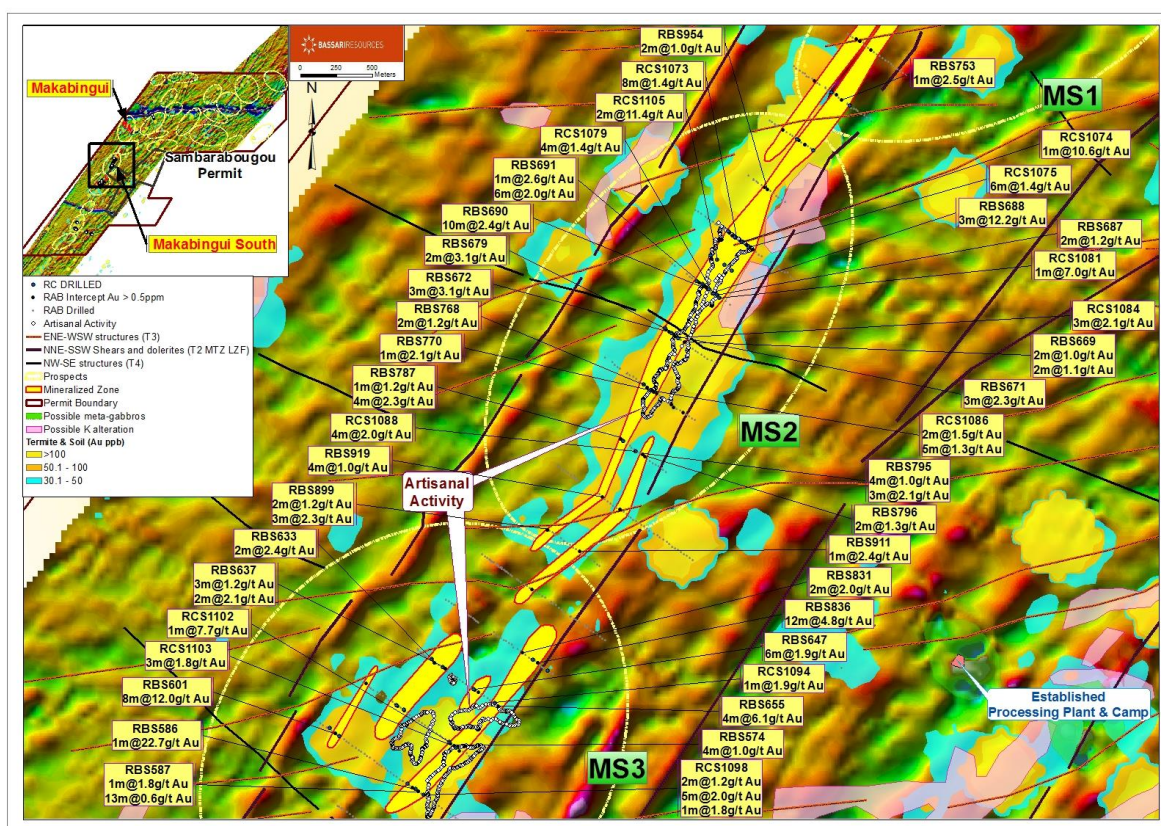 Makabingui
Sambarabougou
Permit
Makabingui South
BASSARI RESOURCES
0 250 500
Meters
N
RC DRILLED
RAB Intercept Au > 0.5ppm
RAB Drilled
Artisanal Activity
ENE-WSW structures (T3)
NNE-SSW Shears and dolerites (T2 MTZ LZF)
NW-SE structures (T4)
Prospects
Mineralized Zone
Permit Boundary
Possible meta-gabbros
Possible K alteration
Termite & Soil (Au ppb)
>100
50.1 - 100
30.1 - 50
RBS954
2m@1.0g/t Au
RCS1073
8m@1.4g/t Au
RCS1105
2m@11.4g/t Au
RCS1079
4m@1.4g/t Au
RBS691
1m@2.6g/t Au
6m@2.0g/t Au
RBS690
10m@2.4g/t Au
RBS679
2m@3.1g/t Au
RBS672
3m@3.1g/t Au
RBS768
2m@1.2g/t Au
RBS770
1m@2.1g/t Au
RBS787
1m@1.2g/t Au
4m@2.3g/t Au
RCS1088
4m@2.0g/t Au
RBS919
4m@1.0g/t Au
RBS899
2m@1.2g/t Au
3m@2.3g/t Au
RBS633
2m@2.4g/t Au
RBS637
3m@1.2g/t Au
2m@2.1g/t Au
RCS1102
1m@7.7g/t Au
RCS1103
3m@1.8g/t Au
RBS601
8m@12.0g/t Au
RBS586
1m@22.7g/t Au
RBS587
1m@1.8g/t Au
13m@0.6g/t Au
Artisanal
Activity
RBS753
1m@2.5g/t Au
MS1
RCS1074
1m@10.6g/t Au
RCS1075
6m@1.4g/t Au
RBS688
3m@12.2g/t Au
RBS687
2m@1.2g/t Au
RCS1081
1m@7.0g/t Au
RCS1084
3m@2.1g/t Au
RBS669
2m@1.0g/t Au
2m@1.1g/t Au
RBS671
3m@2.3g/t Au
MS2
RCS1086
2m@1.5g/t Au
5m@1.3g/t Au
RBS795
4m@1.0g/t Au
3m@2.1g/t Au
RBS796
2m@1.3g/t Au
RBS911
1m@2.4g/t Au
RBS831
2m@2.0g/t Au
RBS836
12m@4.8g/t Au
RBS647
6m@1.9g/t Au
RCS1094
1m@1.9g/t Au
RBS655
4m@6.1g/t Au
RBS574
4m@1.0g/t Au
RCS1098
2m@1.2g/t Au
5m@2.0g/t Au
1m@1.8g/t Au
MS3
Established
Processing Plant & Camp